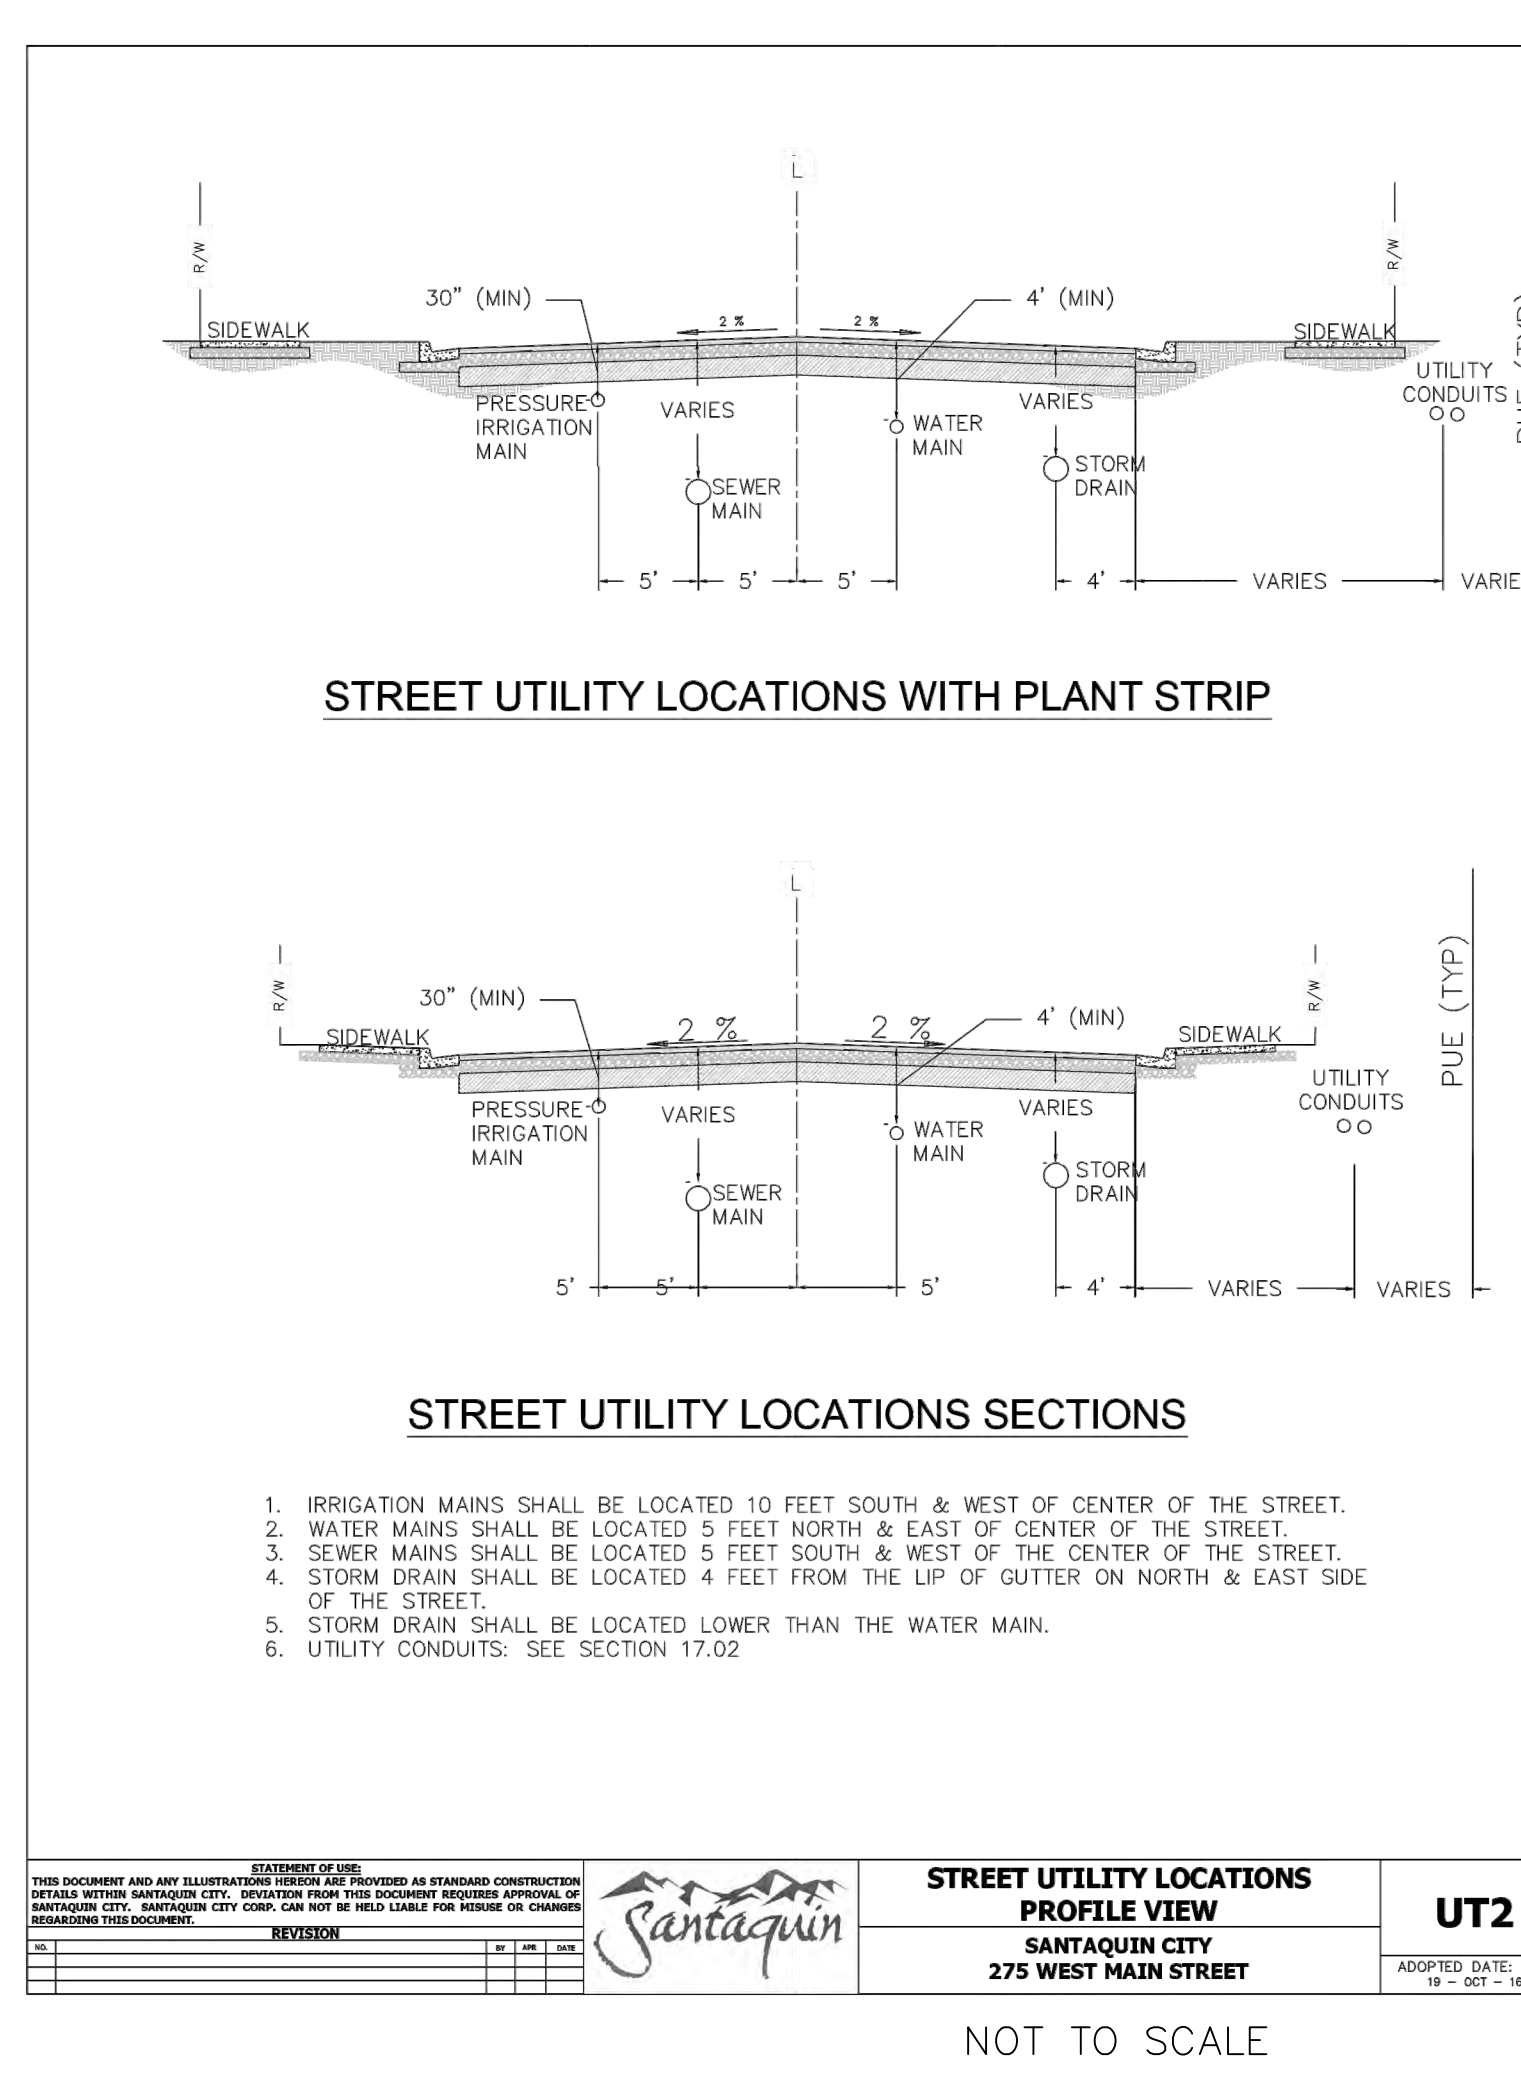 L
R/W
R/W
30" (MIN)
4' (MIN)
2 %
2 %
SIDEWALK
SIDEWALK
UTILITY
CONDUITS
PRESSURE
IRRIGATION
MAIN
VARIES
WATER
MAIN
VARIES
STORM
DRAIN
SEWER
MAIN
5'
5'
5'
4'
VARIES
VARIE
STREET UTILITY LOCATIONS WITH PLANT STRIP
L
R/W
R/W
PUE (TYP)
30" (MIN)
4' (MIN)
2 %
2 %
SIDEWALK
SIDEWALK
UTILITY
CONDUITS
PRESSURE
IRRIGATION
MAIN
VARIES
WATER
MAIN
VARIES
STORM
DRAIN
SEWER
MAIN
5'
5'
5'
4'
VARIES
VARIES
STREET UTILITY LOCATIONS SECTIONS
1. IRRIGATION MAINS SHALL BE LOCATED 10 FEET SOUTH & WEST OF CENTER OF THE STREET.
2. WATER MAINS SHALL BE LOCATED 5 FEET NORTH & EAST OF CENTER OF THE STREET.
3. SEWER MAINS SHALL BE LOCATED 5 FEET SOUTH & WEST OF THE CENTER OF THE STREET.
4. STORM DRAIN SHALL BE LOCATED 4 FEET FROM THE LIP OF GUTTER ON NORTH & EAST SIDE
OF THE STREET.
5. STORM DRAIN SHALL BE LOCATED LOWER THAN THE WATER MAIN.
6. UTILITY CONDUITS: SEE SECTION 17.02
STATEMENT OF USE:
THIS DOCUMENT AND ANY ILLUSTRATIONS HEREON ARE PROVIDED AS STANDARD CONSTRUCTION
DETAILS WITHIN SANTAQUIN CITY. DEVIATION FROM THIS DOCUMENT REQUIRES APPROVAL OF
SANTAQUIN CITY. SANTAQUIN CITY CORP. CAN NOT BE HELD LIABLE FOR MISUSE OR CHANGES
REGARDING THIS DOCUMENT.
REVISION
NO. BY APR DATE
Santaquin
STREET UTILITY LOCATIONS
PROFILE VIEW
SANTAQUIN CITY
275 WEST MAIN STREET
UT2
ADOPTED DATE:
19 - OCT - 16
NOT TO SCALE